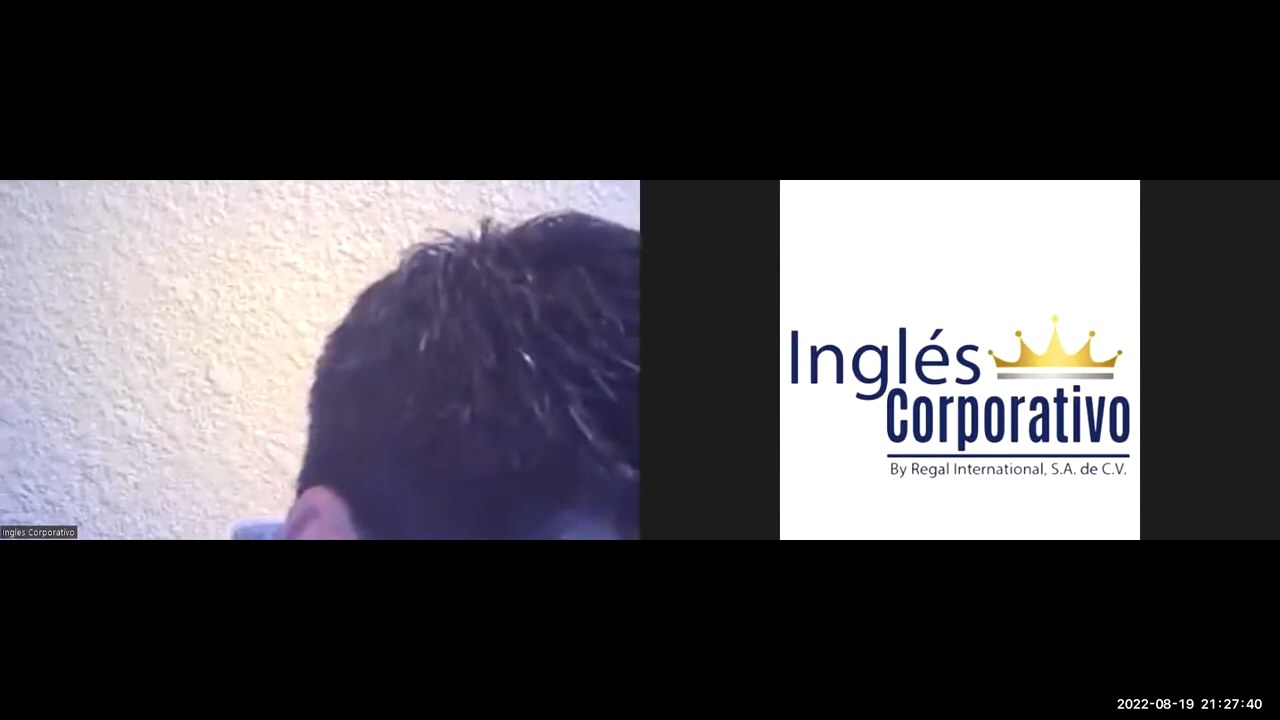 Ingles Corporativo
Inglés
Corporativo
By Regal International, S.A. de C.V.
2022-08-19 21:27:40